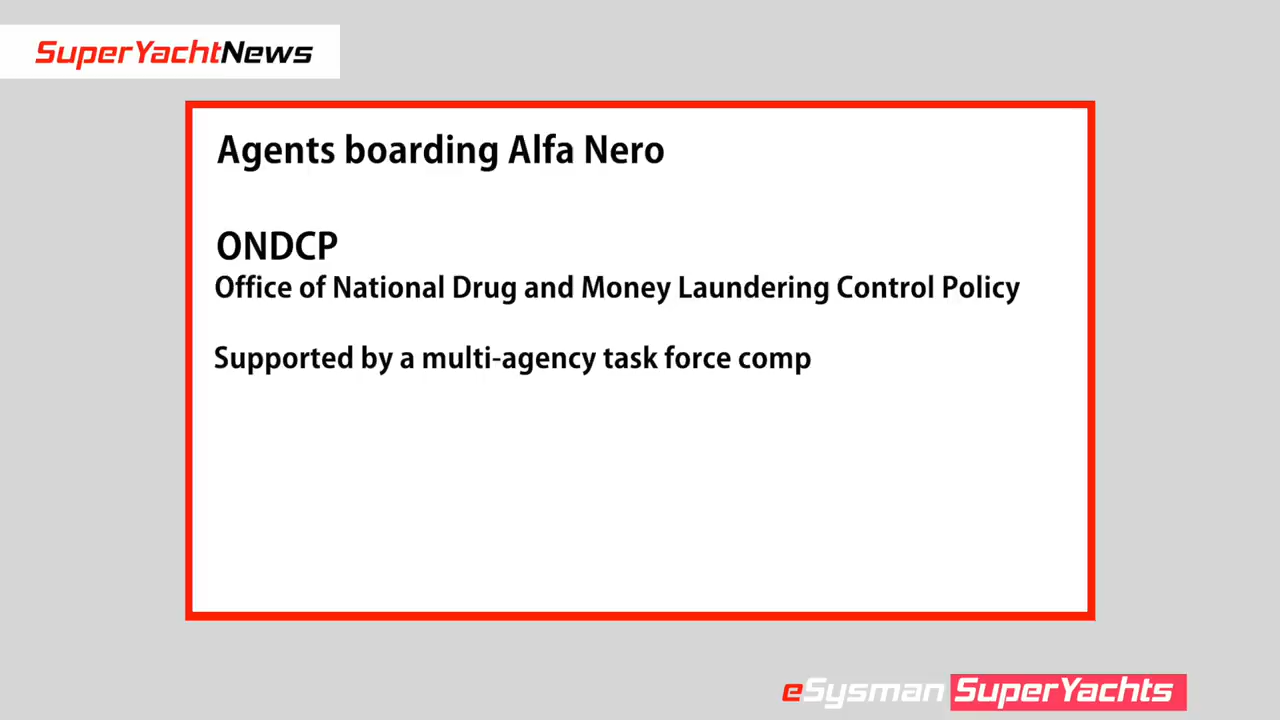 SuperYachtNews
Agents boarding Alfa Nero
ONDCP
Office of National Drug and Money Laundering Control Policy
Supported by a multi-agency task force comp
eSysman SuperYachts